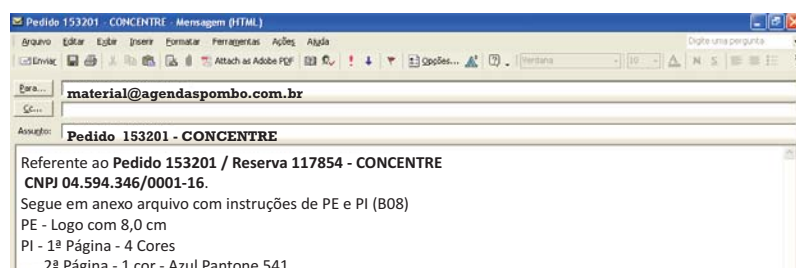 Pedido 153201 - CONCENTRE - Mensagem (HTML)
Arquivo Editar Exibir Inserir Formatar Ferramentas Ações Ajuda
Digite uma pergunta
Enviar Attach as Adobe PDF Opções... Verdana 10 A N S
Para... material@agendaspombo.com.br
Cc...
Assunto: Pedido 153201 - CONCENTRE
Referente ao Pedido 153201 / Reserva 117854 - CONCENTRE
CNPJ 04.594.346/0001-16.
Segue em anexo arquivo com instruções de PE e PI (B08)
PE - Logo com 8,0 cm
PI - 1ª Página - 4 Cores
2ª Página - 1 cor - Azul Pantone 541